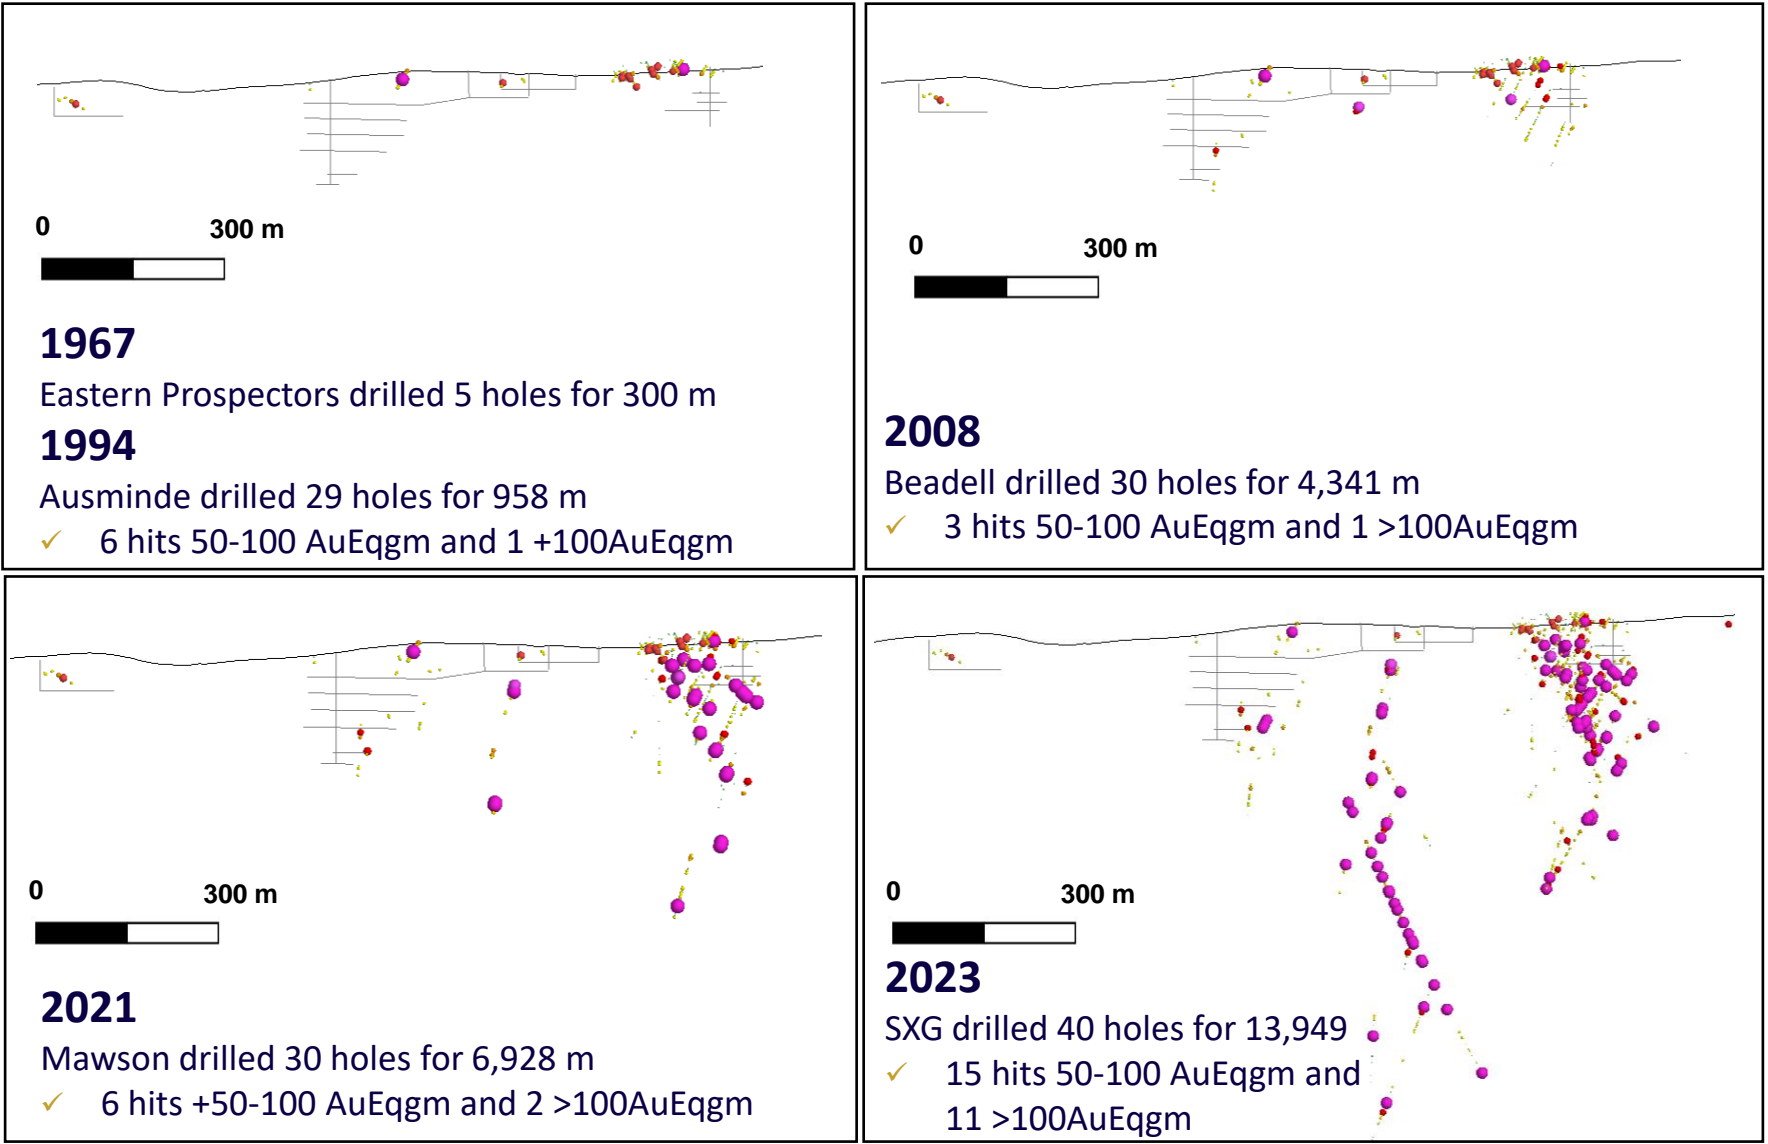 0 300 m
1967
Eastern Prospectors drilled 5 holes for 300 m
1994
Ausminde drilled 29 holes for 958 m
✓ 6 hits 50-100 AuEqgm and 1 +100AuEqgm
0 300 m
2008
Beadell drilled 30 holes for 4,341 m
✓ 3 hits 50-100 AuEqgm and 1 >100AuEqgm
0 300 m
2021
Mawson drilled 30 holes for 6,928 m
✓ 6 hits +50-100 AuEqgm and 2 >100AuEqgm
0 300 m
2023
SXG drilled 40 holes for 13,949
✓ 15 hits 50-100 AuEqgm and
11 >100AuEqgm